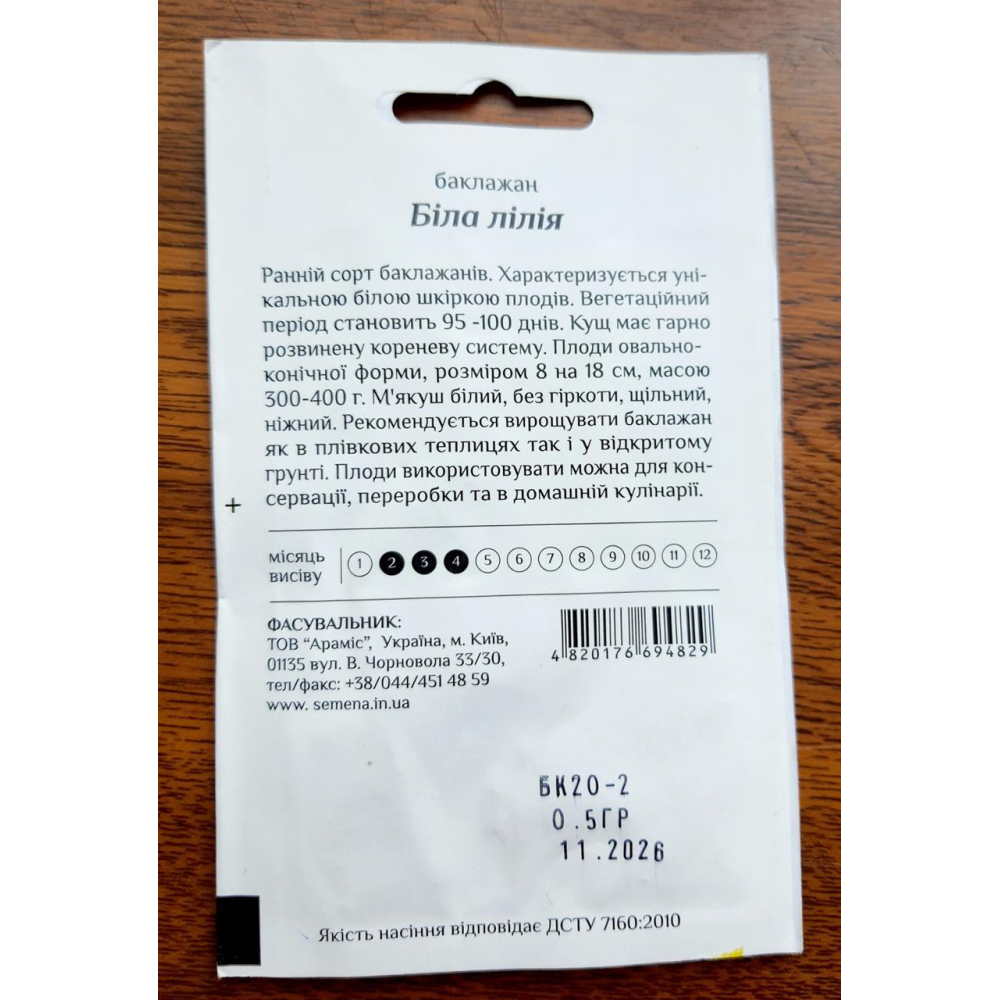 баклажан
Біла лілія
Ранній сорт баклажанів. Характеризується уні-
кальною білою шкіркою плодів. Вегетаційний
період становить 95 -100 днів. Кущ має гарно
розвинену кореневу систему. Плоди овально-
конічної форми, розміром 8 на 18 см, масою
300-400 г. М'якуш білий, без гіркоти, щільний,
ніжний. Рекомендується вирощувати баклажан
як в плівкових теплицях так і у відкритому
грунті. Плоди використовувати можна для кон-
сервації, переробки та в домашній кулінарії.
місяць
висіву
1 2 3 4 5 6 7 8 9 10 11 12
ФАСУВАЛЬНИК:
ТОВ “Араміс”, Україна, м. Київ,
01135 вул. В. Чорновола 33/30,
тел/факс: +38/044/451 48 59
www. semena.in.ua
4 820176 694829
БК20-2
0.5ГР
11.2026
Якість насіння відповідає ДСТУ 7160:2010